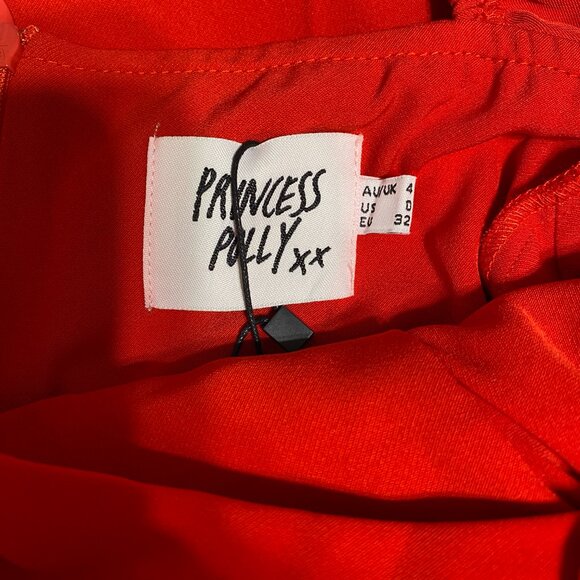 PRINCESS
POLLY xx
AU/UK 4
US 0
EU 32